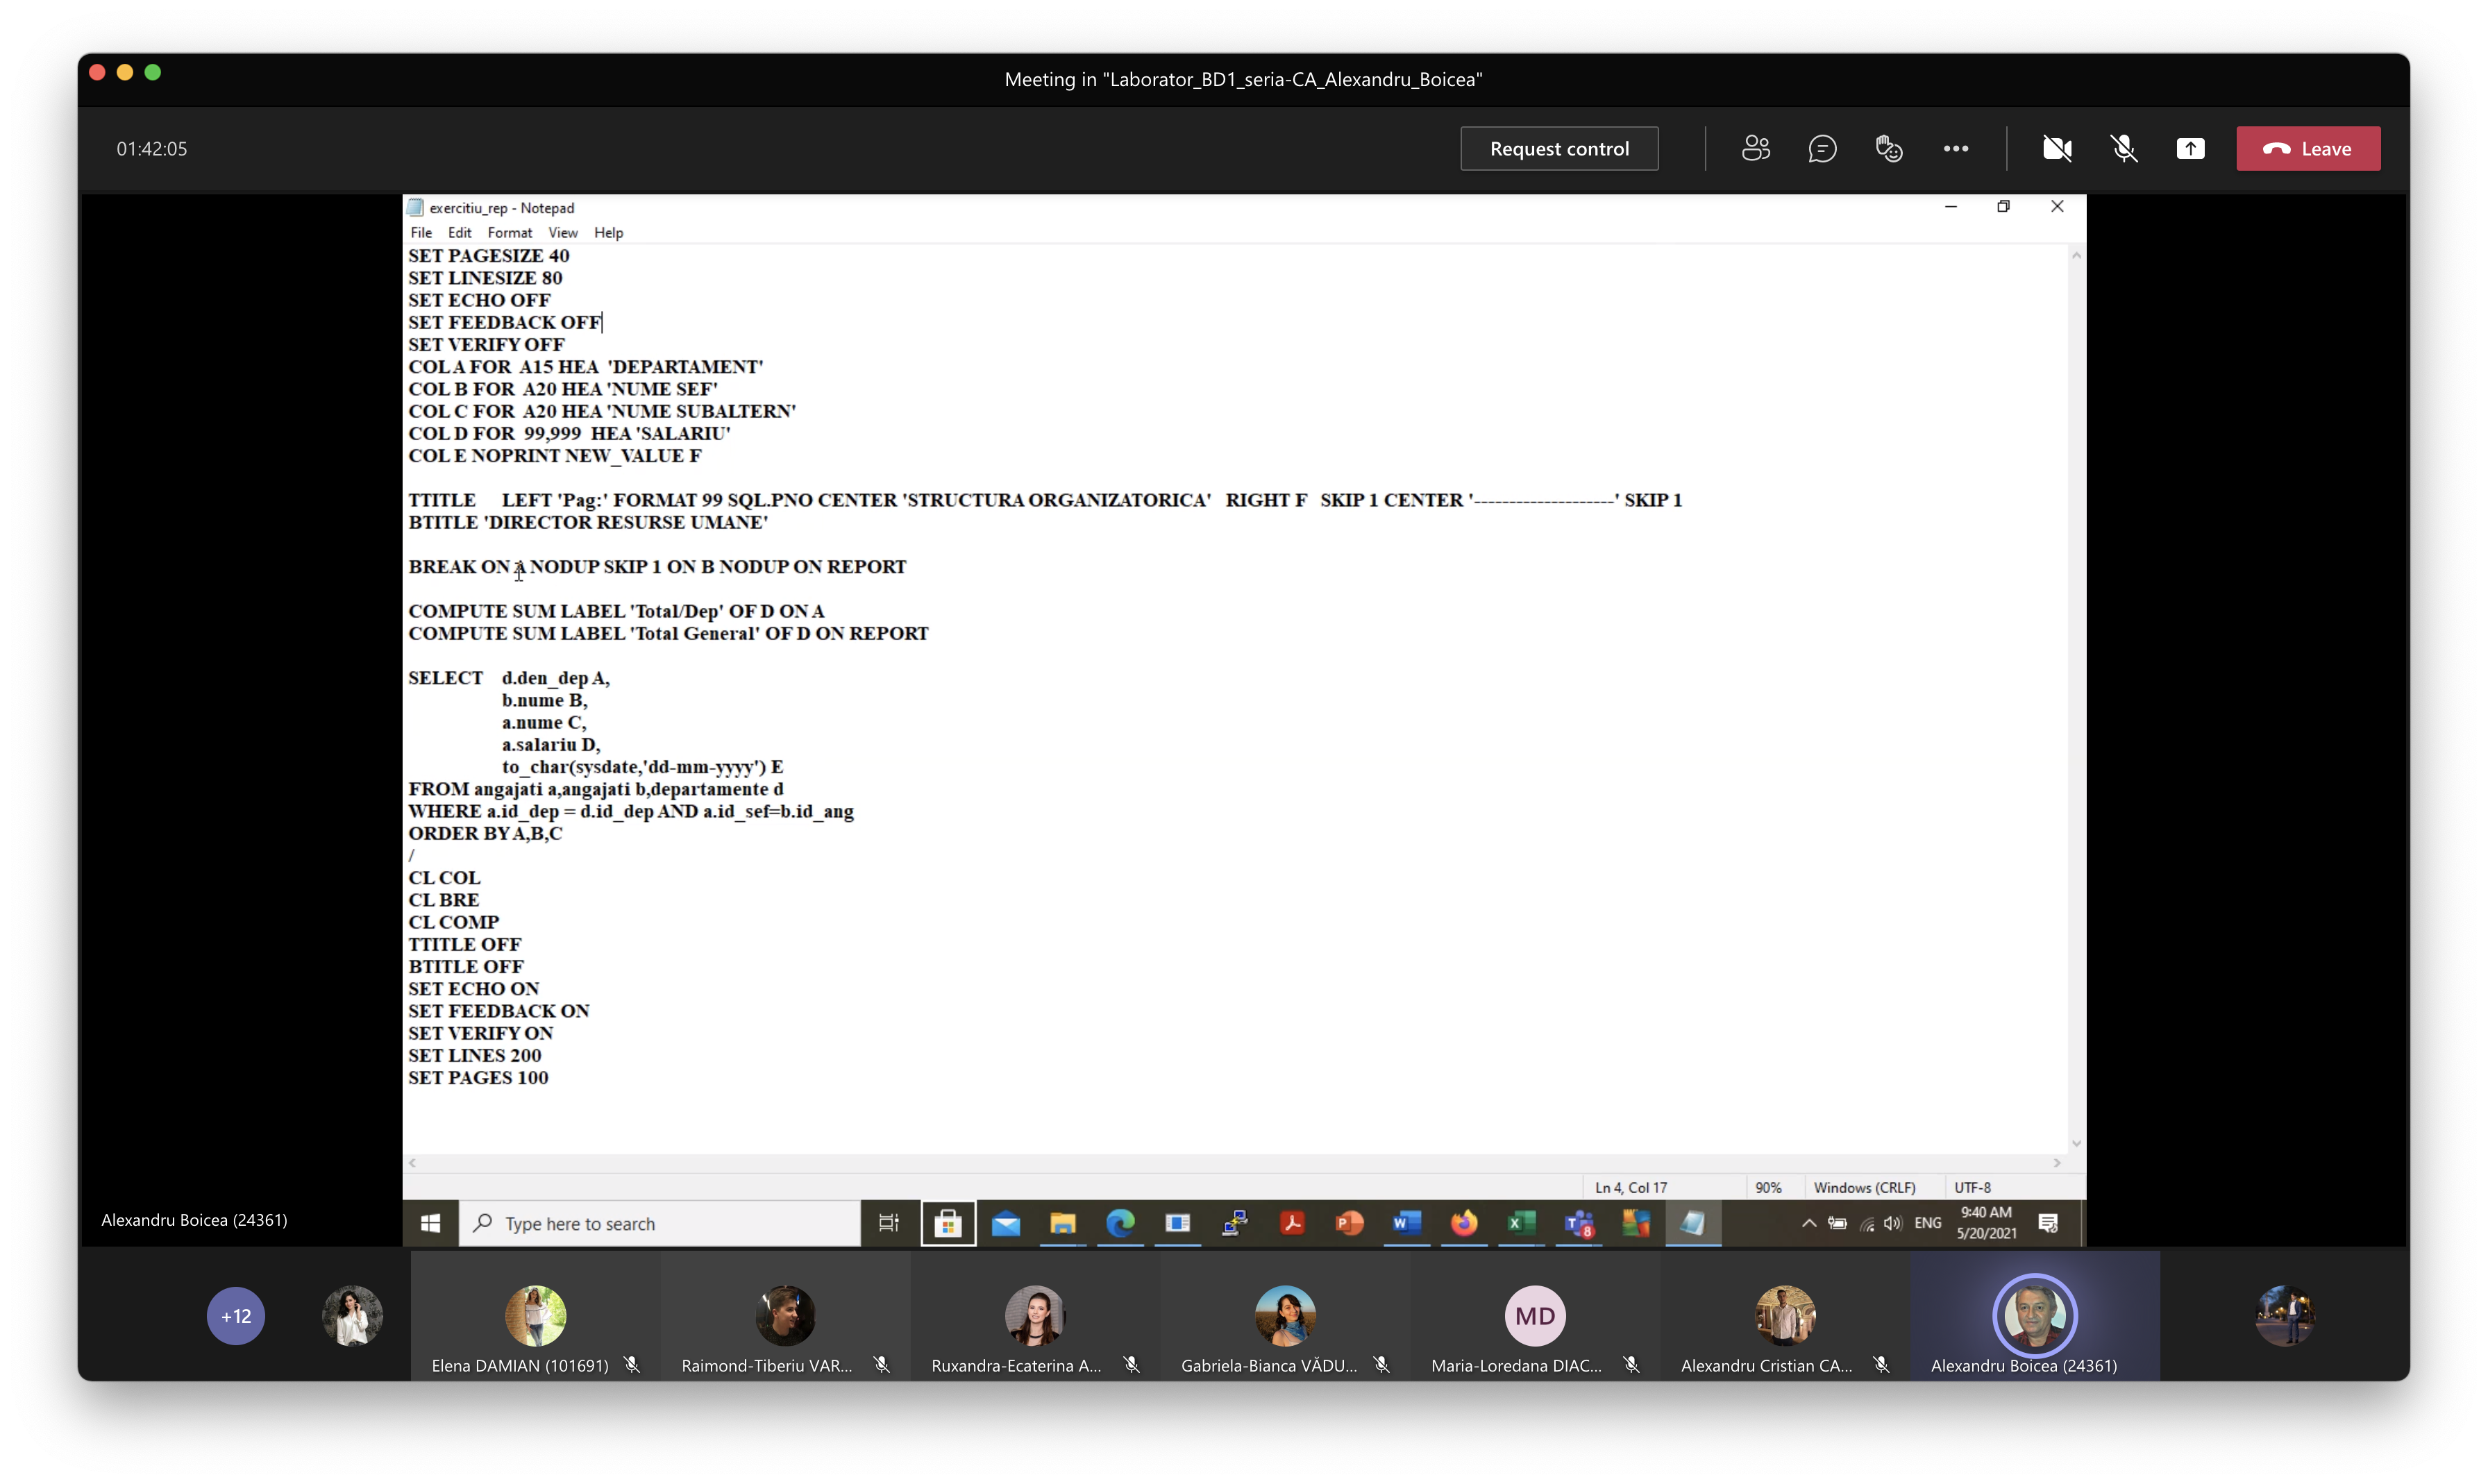 Meeting in "Laborator_BD1_seria-CA_Alexandru_Boicea"
01:42:05
Request control
Leave
exercitiu_rep - Notepad
File Edit Format View Help
SET PAGESIZE 40
SET LINESIZE 80
SET ECHO OFF
SET FEEDBACK OFF
SET VERIFY OFF
COL A FOR A15 HEA 'DEPARTAMENT'
COL B FOR A20 HEA 'NUME SEF'
COL C FOR A20 HEA 'NUME SUBALTERN'
COL D FOR 99,999 HEA 'SALARIU'
COL E NOPRINT NEW_VALUE F
TTITLE LEFT 'Pag:' FORMAT 99 SQL.PNO CENTER 'STRUCTURA ORGANIZATORICA' RIGHT F SKIP 1 CENTER '--------------------' SKIP 1
BTITLE 'DIRECTOR RESURSE UMANE'
BREAK ON A NODUP SKIP 1 ON B NODUP ON REPORT
COMPUTE SUM LABEL 'Total/Dep' OF D ON A
COMPUTE SUM LABEL 'Total General' OF D ON REPORT
SELECT d.den_dep A,
b.nume B,
a.nume C,
a.salariu D,
to_char(sysdate,'dd-mm-yyyy') E
FROM angajati a,angajati b,departamente d
WHERE a.id_dep = d.id_dep AND a.id_sef=b.id_ang
ORDER BY A,B,C
/
CL COL
CL BRE
CL COMP
TTITLE OFF
BTITLE OFF
SET ECHO ON
SET FEEDBACK ON
SET VERIFY ON
SET LINES 200
SET PAGES 100
Ln 4, Col 17 90% Windows (CRLF) UTF-8
Alexandru Boicea (24361)
Type here to search
8
ENG
9:40 AM
5/20/2021
+12
MD
Elena DAMIAN (101691)
Raimond-Tiberiu VAR...
Ruxandra-Ecaterina A...
Gabriela-Bianca VĂDU...
Maria-Loredana DIAC...
Alexandru Cristian CA...
Alexandru Boicea (24361)